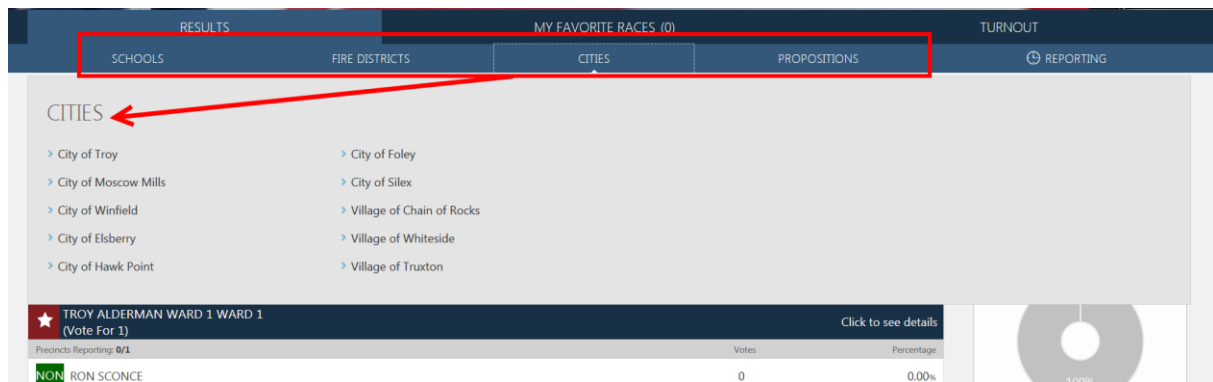 RESULTS MY FAVORITE RACES (0) TURNOUT
SCHOOLS FIRE DISTRICTS CITIES PROPOSITIONS REPORTING
CITIES
City of Troy City of Foley
City of Moscow Mills City of Silex
City of Winfield Village of Chain of Rocks
City of Elsberry Village of Whiteside
City of Hawk Point Village of Truxton
TROY ALDERMAN WARD 1 WARD 1
(Vote For 1) Click to see details
Precincts Reporting: 0/1 Votes Percentage
NON RON SCONCE 0 0.00%
100%